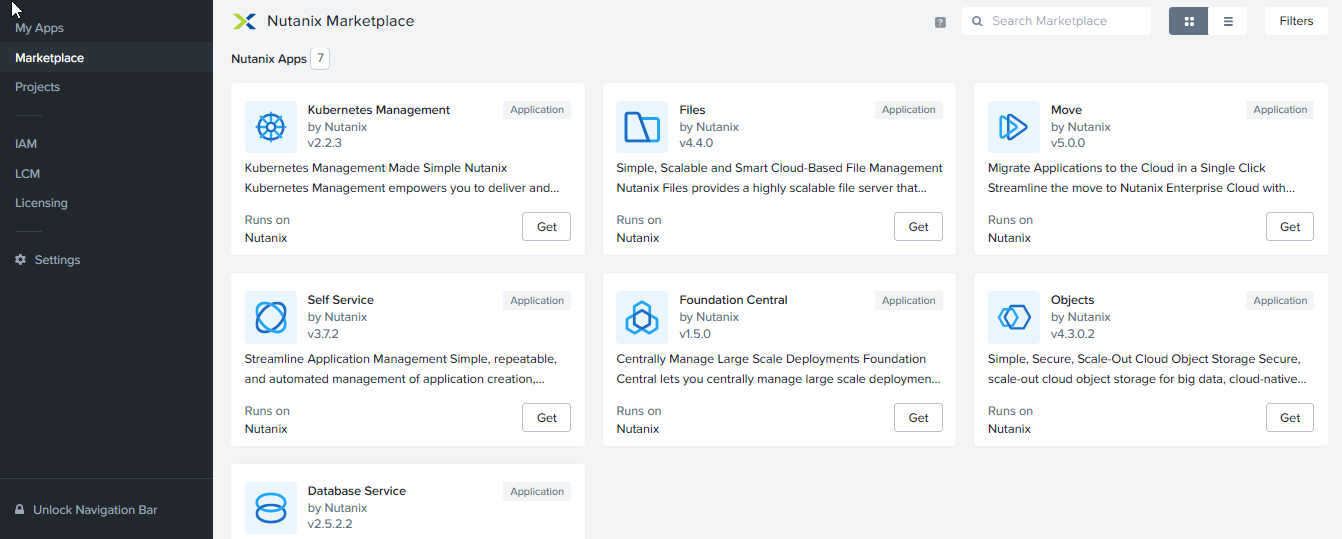 My Apps
Marketplace
Projects
IAM
LCM
Licensing
Settings
Unlock Navigation Bar
Nutanix Marketplace
?
Search Marketplace
Filters
Nutanix Apps 7
Kubernetes Management
Application
by Nutanix
v2.2.3
Kubernetes Management Made Simple Nutanix
Kubernetes Management empowers you to deliver and...
Runs on
Nutanix
Get
Files
Application
by Nutanix
v4.4.0
Simple, Scalable and Smart Cloud-Based File Management
Nutanix Files provides a highly scalable file server that...
Runs on
Nutanix
Get
Move
Application
by Nutanix
v5.0.0
Migrate Applications to the Cloud in a Single Click
Streamline the move to Nutanix Enterprise Cloud with...
Runs on
Nutanix
Get
Self Service
Application
by Nutanix
v3.7.2
Streamline Application Management Simple, repeatable,
and automated management of application creation,...
Runs on
Nutanix
Get
Foundation Central
Application
by Nutanix
v1.5.0
Centrally Manage Large Scale Deployments Foundation
Central lets you centrally manage large scale deploymen...
Runs on
Nutanix
Get
Objects
Application
by Nutanix
v4.3.0.2
Simple, Secure, Scale-Out Cloud Object Storage Secure,
scale-out cloud object storage for big data, cloud-native...
Runs on
Nutanix
Get
Database Service
Application
by Nutanix
v2.5.2.2